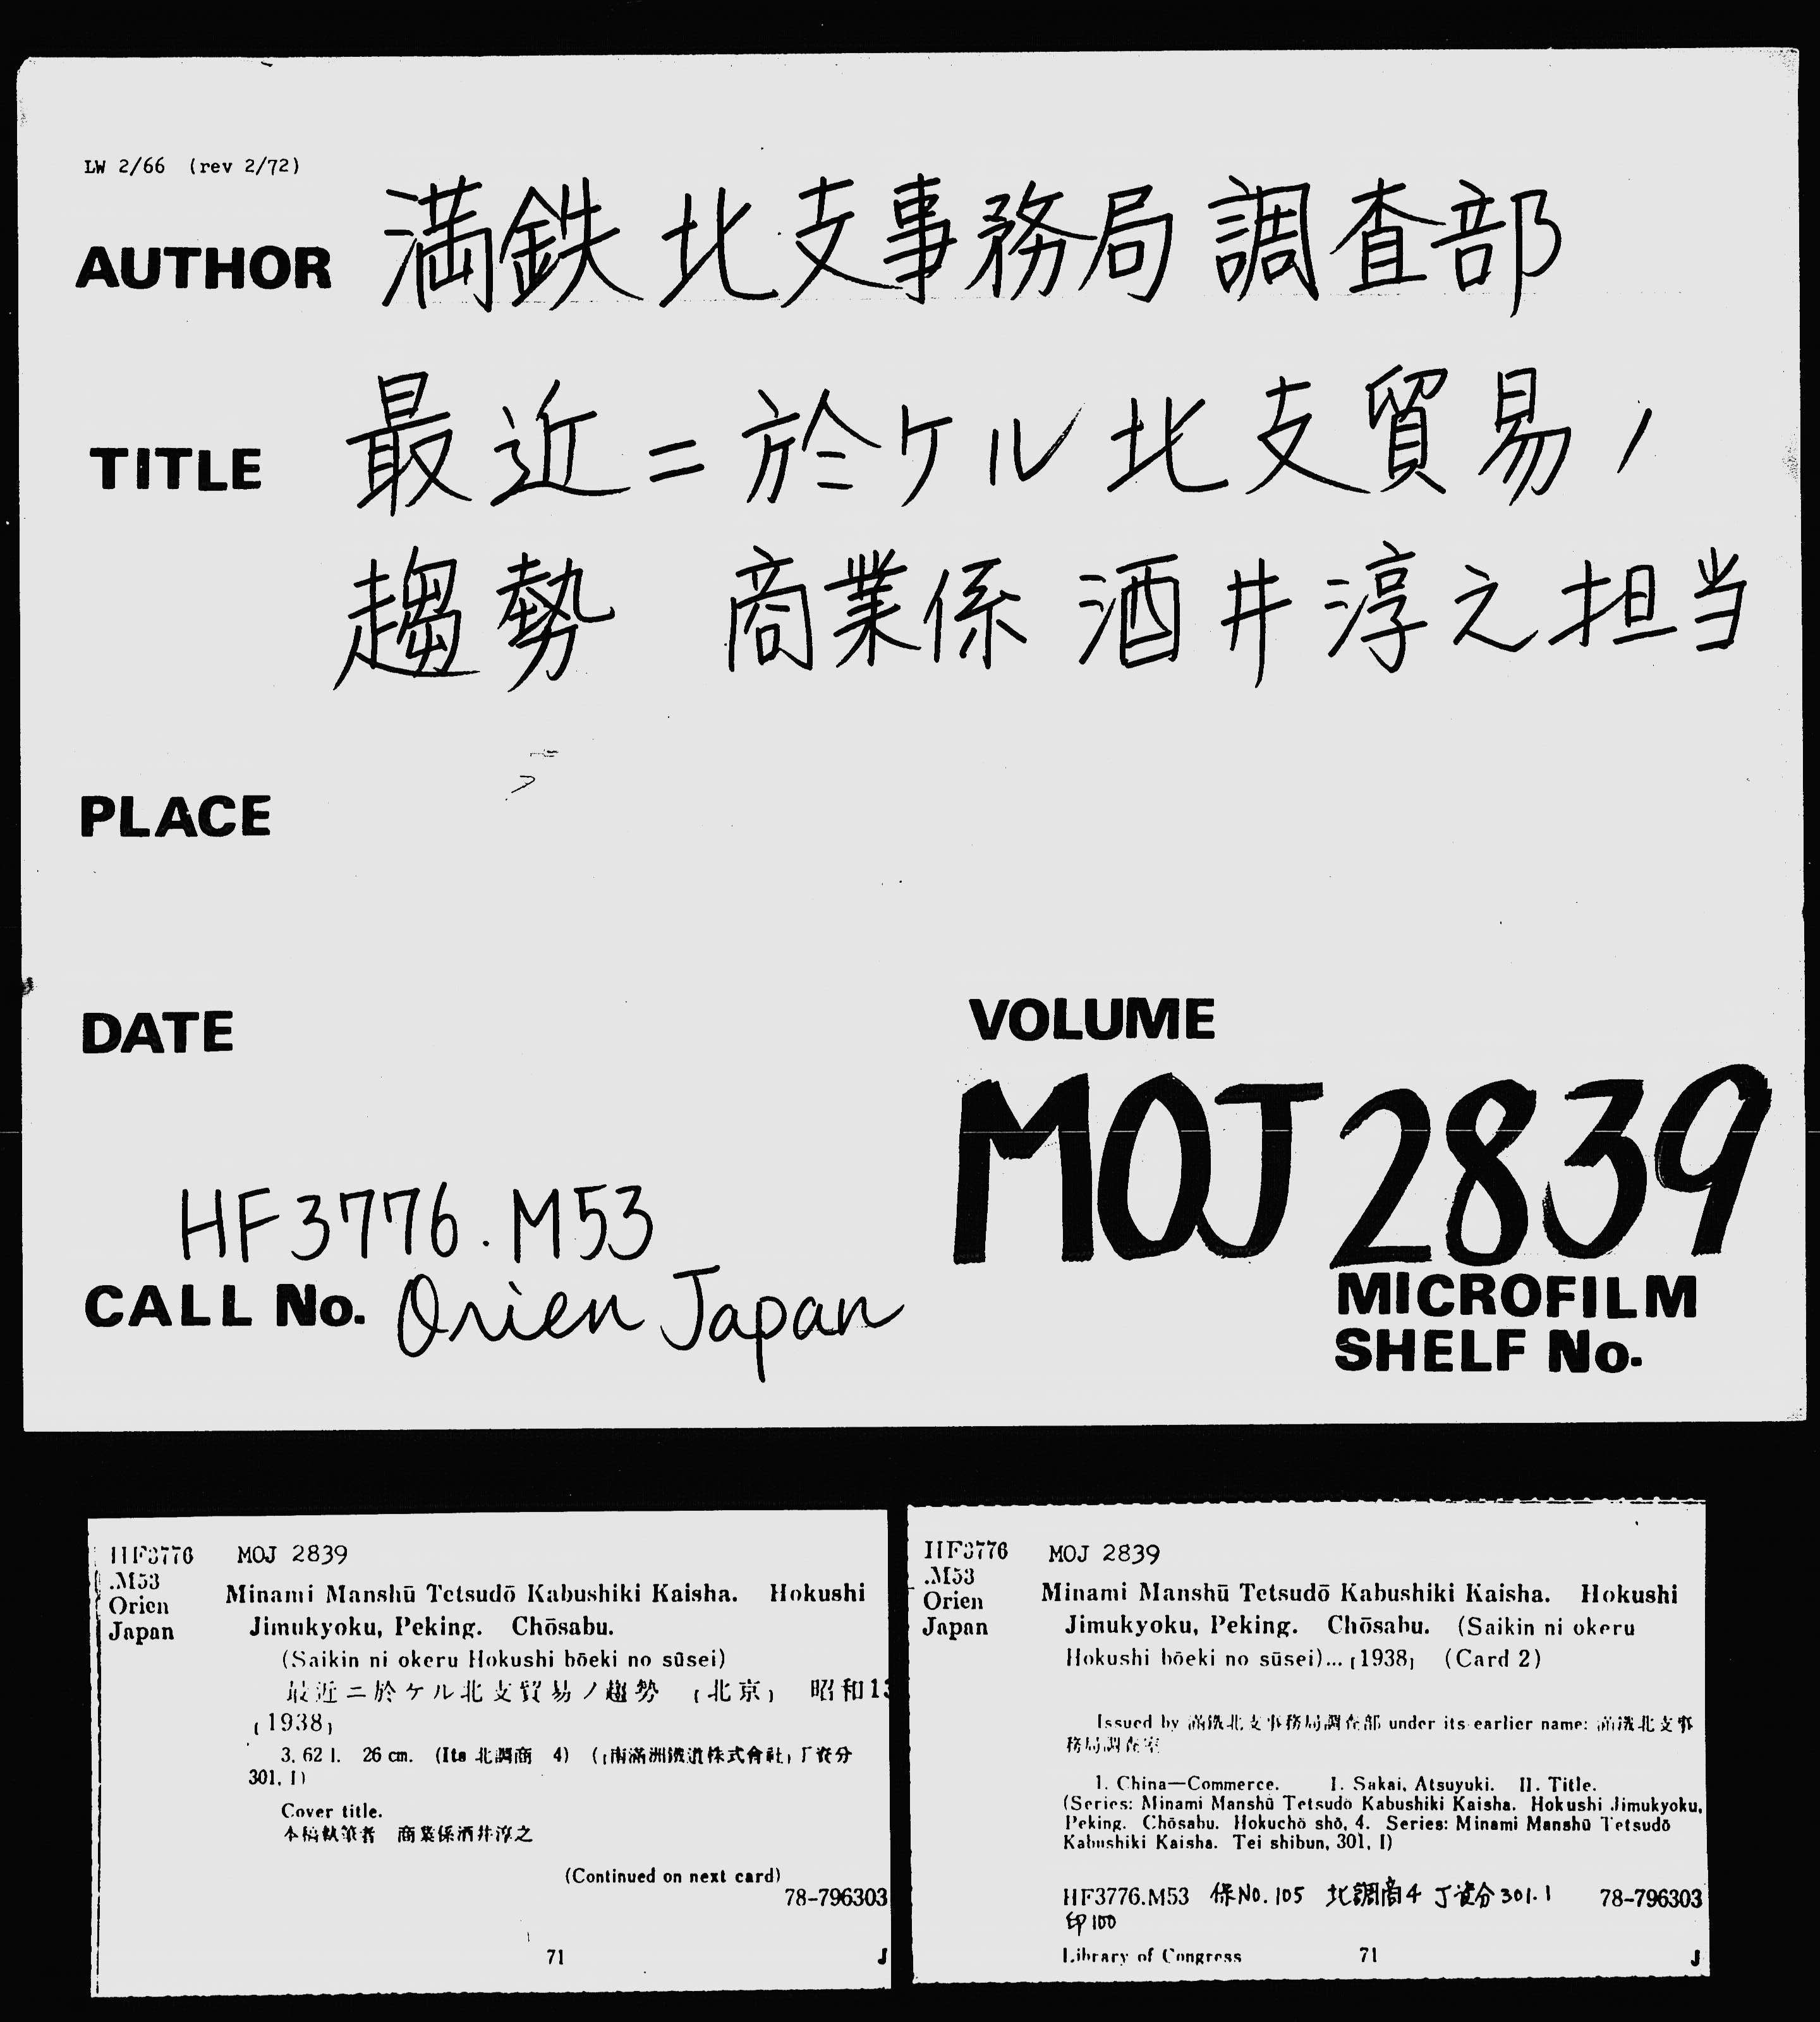 LW 2/66 (rev 2/72)
AUTHOR 満鉄北支事務局調査部
TITLE 最近ニ於ケル北支貿易ノ
趨勢 商業係 酒井淳之担当
PLACE
DATE
VOLUME
MOJ 2839
HF3776.M53
CALL No. Orien Japan
MICROFILM
SHELF No.
HF3776 MOJ 2839
.M53
Orien
Japan
Minami Manshū Tetsudō Kabushiki Kaisha. Hokushi
Jimukyoku, Peking. Chōsabu.
(Saikin ni okeru Hokushi bōeki no sūsei)
最近ニ於ケル北支貿易ノ趨勢 [北京] 昭和13
[1938]
3, 62 l. 26 cm. (Its 北調商 4) ([南滿洲鐵道株式會社] 丁資分
301, I)
Cover title.
本稿執筆者 商業係酒井淳之
(Continued on next card)
78-796303
71 J
HF3776 MOJ 2839
.M53
Orien
Japan
Minami Manshū Tetsudō Kabushiki Kaisha. Hokushi
Jimukyoku, Peking. Chōsabu. (Saikin ni okeru
Hokushi bōeki no sūsei)... [1938] (Card 2)
Issued by 滿鐵北支事務局調査部 under its earlier name: 滿鐵北支事
務局調査室
1. China—Commerce. I. Sakai, Atsuyuki. II. Title.
(Series: Minami Manshū Tetsudō Kabushiki Kaisha. Hokushi Jimukyoku,
Peking. Chōsabu. Hokuchō shō, 4. Series: Minami Manshū Tetsudō
Kabushiki Kaisha. Tei shibun, 301, I)
HF3776.M53 保NO.105 北調商4 丁資分301.1 78-796303
印100
Library of Congress 71 J